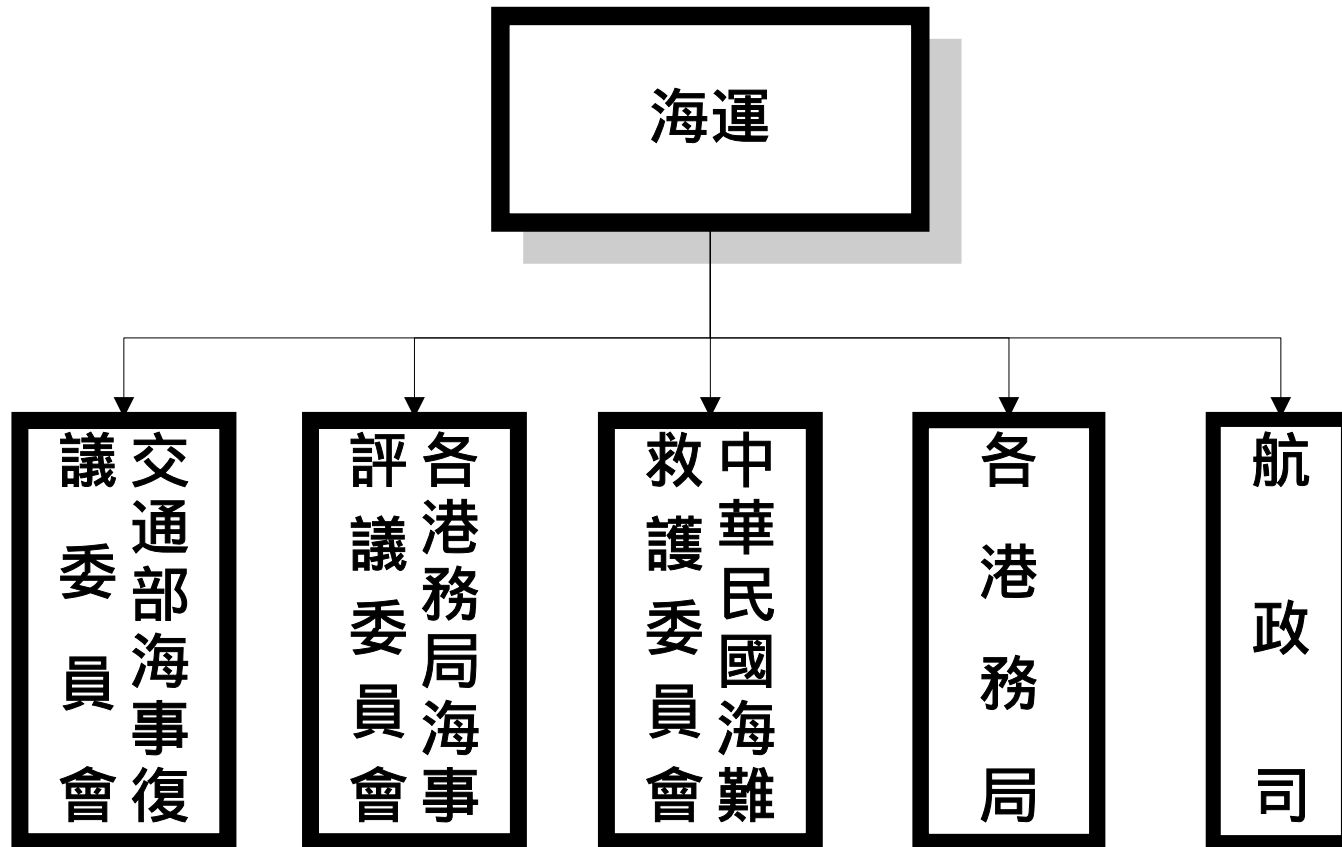 海運
航政司
各港務局
中華民國海難
救護委員會
各港務局海事
評議委員會
交通部海事復
議委員會